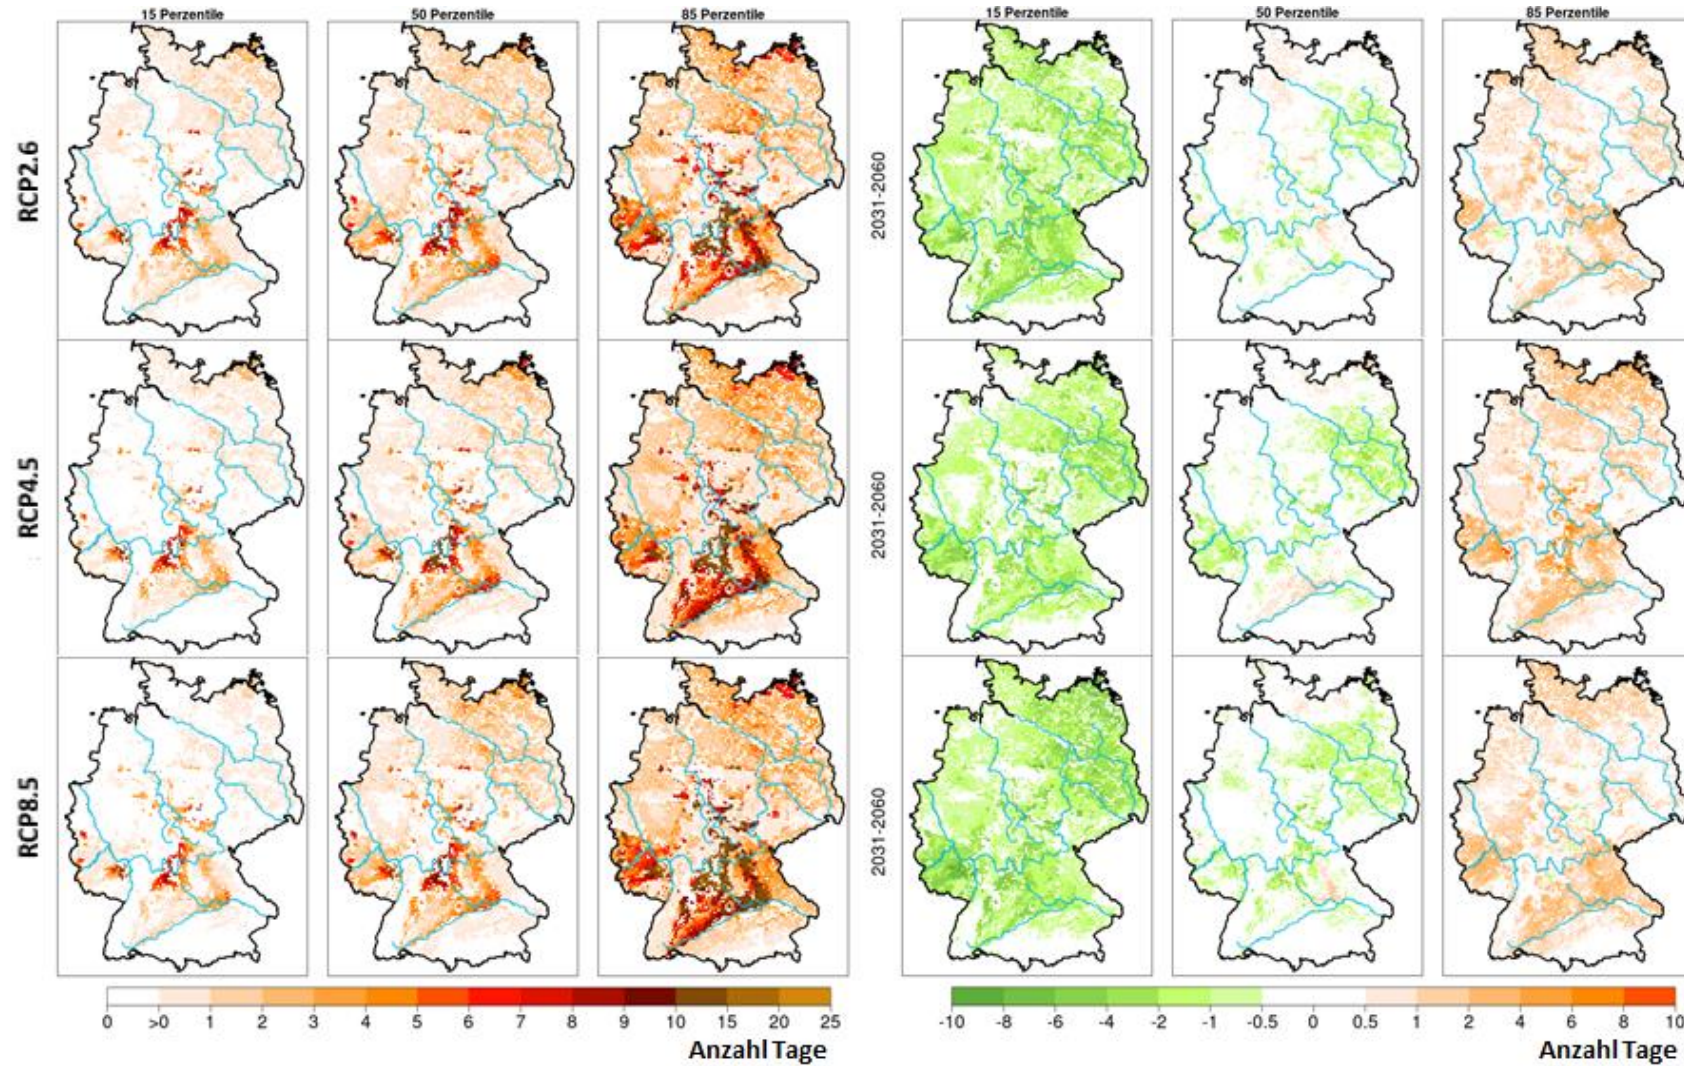 15 Perzentile 50 Perzentile 85 Perzentile 15 Perzentile 50 Perzentile 85 Perzentile
RCP2.6
2031-2060
RCP4.5
2031-2060
RCP8.5
2031-2060
0 >0 1 2 3 4 5 6 7 8 9 10 15 20 25
-10 -6 -4 -2 -1 -0.5 0 0.5 1 2 4 6 8 10
Anzahl Tage
Anzahl Tage